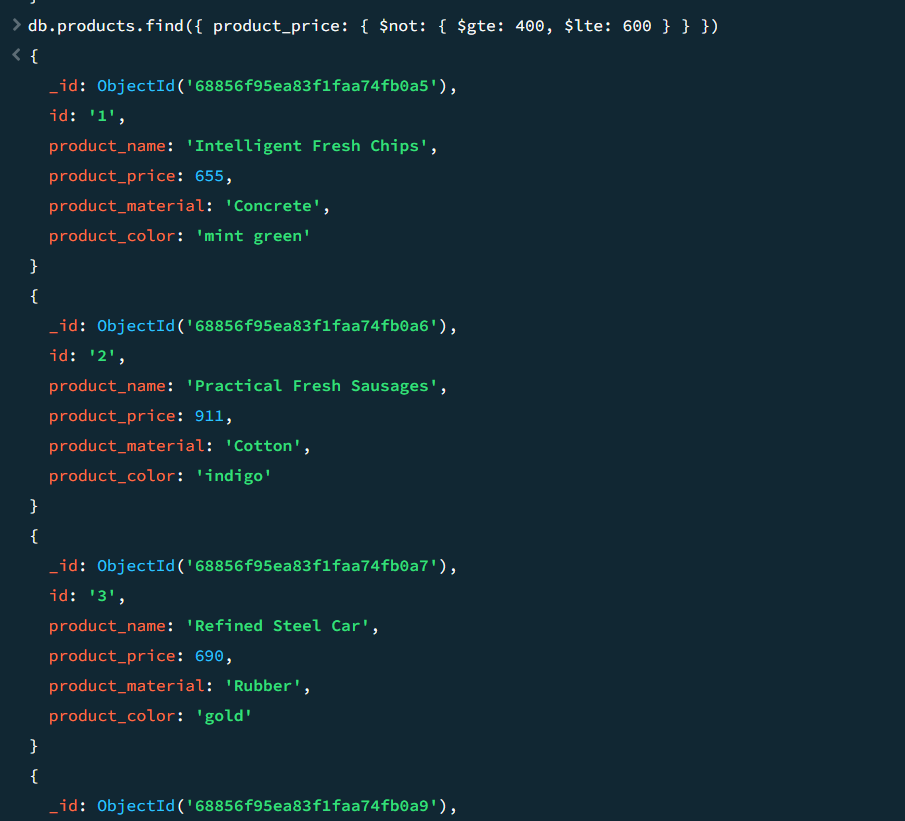 > db.products.find({ product_price: { $not: { $gte: 400, $lte: 600 } } })
< {
_id: ObjectId('68856f95ea83f1faa74fb0a5'),
id: '1',
product_name: 'Intelligent Fresh Chips',
product_price: 655,
product_material: 'Concrete',
product_color: 'mint green'
}
{
_id: ObjectId('68856f95ea83f1faa74fb0a6'),
id: '2',
product_name: 'Practical Fresh Sausages',
product_price: 911,
product_material: 'Cotton',
product_color: 'indigo'
}
{
_id: ObjectId('68856f95ea83f1faa74fb0a7'),
id: '3',
product_name: 'Refined Steel Car',
product_price: 690,
product_material: 'Rubber',
product_color: 'gold'
}
{
_id: ObjectId('68856f95ea83f1faa74fb0a9'),